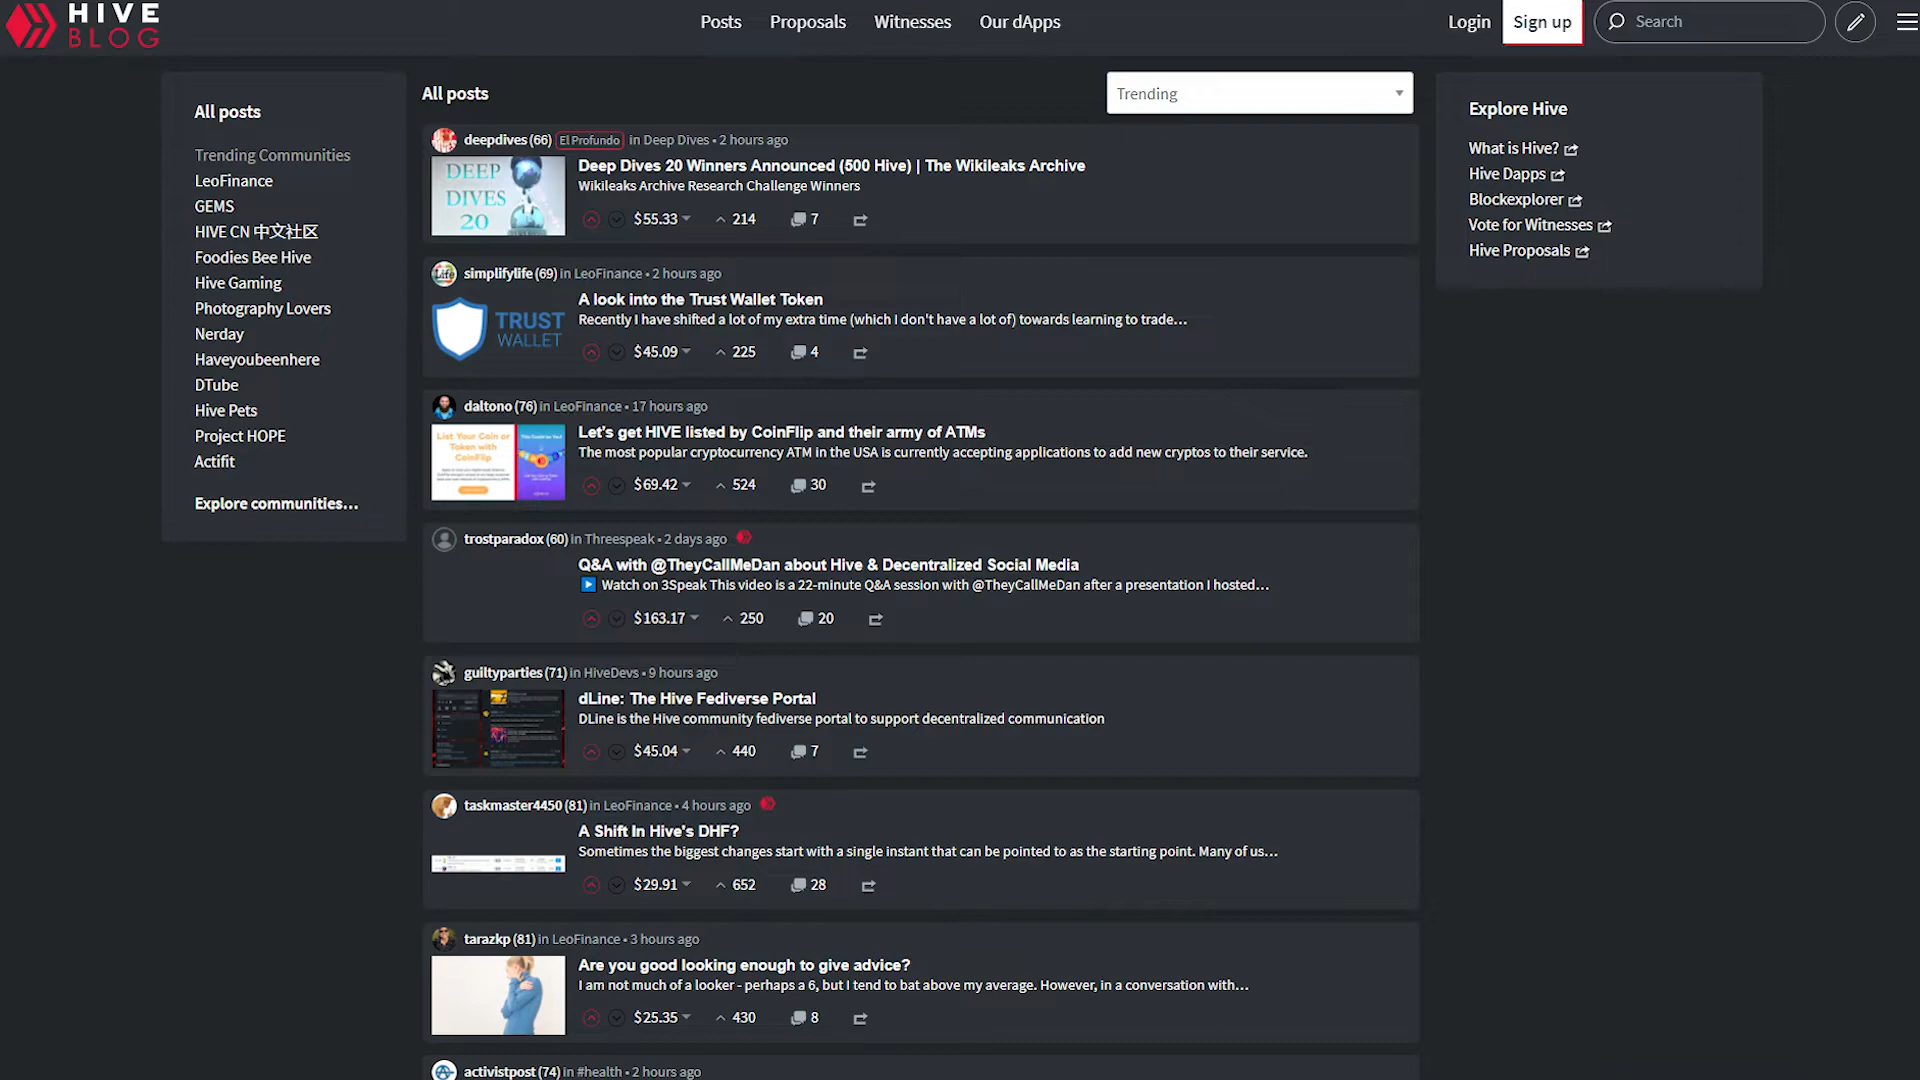 HIVE
BLOG
Posts
Proposals
Witnesses
Our dApps
Login
Sign up
Search
All posts
Trending Communities
LeoFinance
GEMS
HIVE CN 中文社区
Foodies Bee Hive
Hive Gaming
Photography Lovers
Nerday
Haveyoubeenhere
DTube
Hive Pets
Project HOPE
Actifit
Explore communities...
All posts
Trending
deepdives (66) El Profundo in Deep Dives • 2 hours ago
DEEP
DIVES
20
Deep Dives 20 Winners Announced (500 Hive) | The Wikileaks Archive
Wikileaks Archive Research Challenge Winners
$55.33 214 7
Life
simplifylife (69) in LeoFinance • 2 hours ago
TRUST
WALLET
A look into the Trust Wallet Token
Recently I have shifted a lot of my extra time (which I don't have a lot of) towards learning to trade...
$45.09 225 4
daltono (76) in LeoFinance • 17 hours ago
List Your Coin or
Token with
CoinFlip
Let's get HIVE listed by CoinFlip and their army of ATMs
The most popular cryptocurrency ATM in the USA is currently accepting applications to add new cryptos to their service.
$69.42 524 30
trostparadox (60) in Threespeak • 2 days ago
Q&A with @TheyCallMeDan about Hive & Decentralized Social Media
Watch on 3Speak This video is a 22-minute Q&A session with @TheyCallMeDan after a presentation I hosted...
$163.17 250 20
guiltyparties (71) in HiveDevs • 9 hours ago
dLine: The Hive Fediverse Portal
DLine is the Hive community fediverse portal to support decentralized communication
$45.04 440 7
taskmaster4450 (81) in LeoFinance • 4 hours ago
A Shift In Hive's DHF?
Sometimes the biggest changes start with a single instant that can be pointed to as the starting point. Many of us...
$29.91 652 28
tarazkp (81) in LeoFinance • 3 hours ago
Are you good looking enough to give advice?
I am not much of a looker - perhaps a 6, but I tend to bat above my average. However, in a conversation with...
$25.35 430 8
activistpost (74) in #health • 2 hours ago
Explore Hive
What is Hive?
Hive Dapps
Blockexplorer
Vote for Witnesses
Hive Proposals